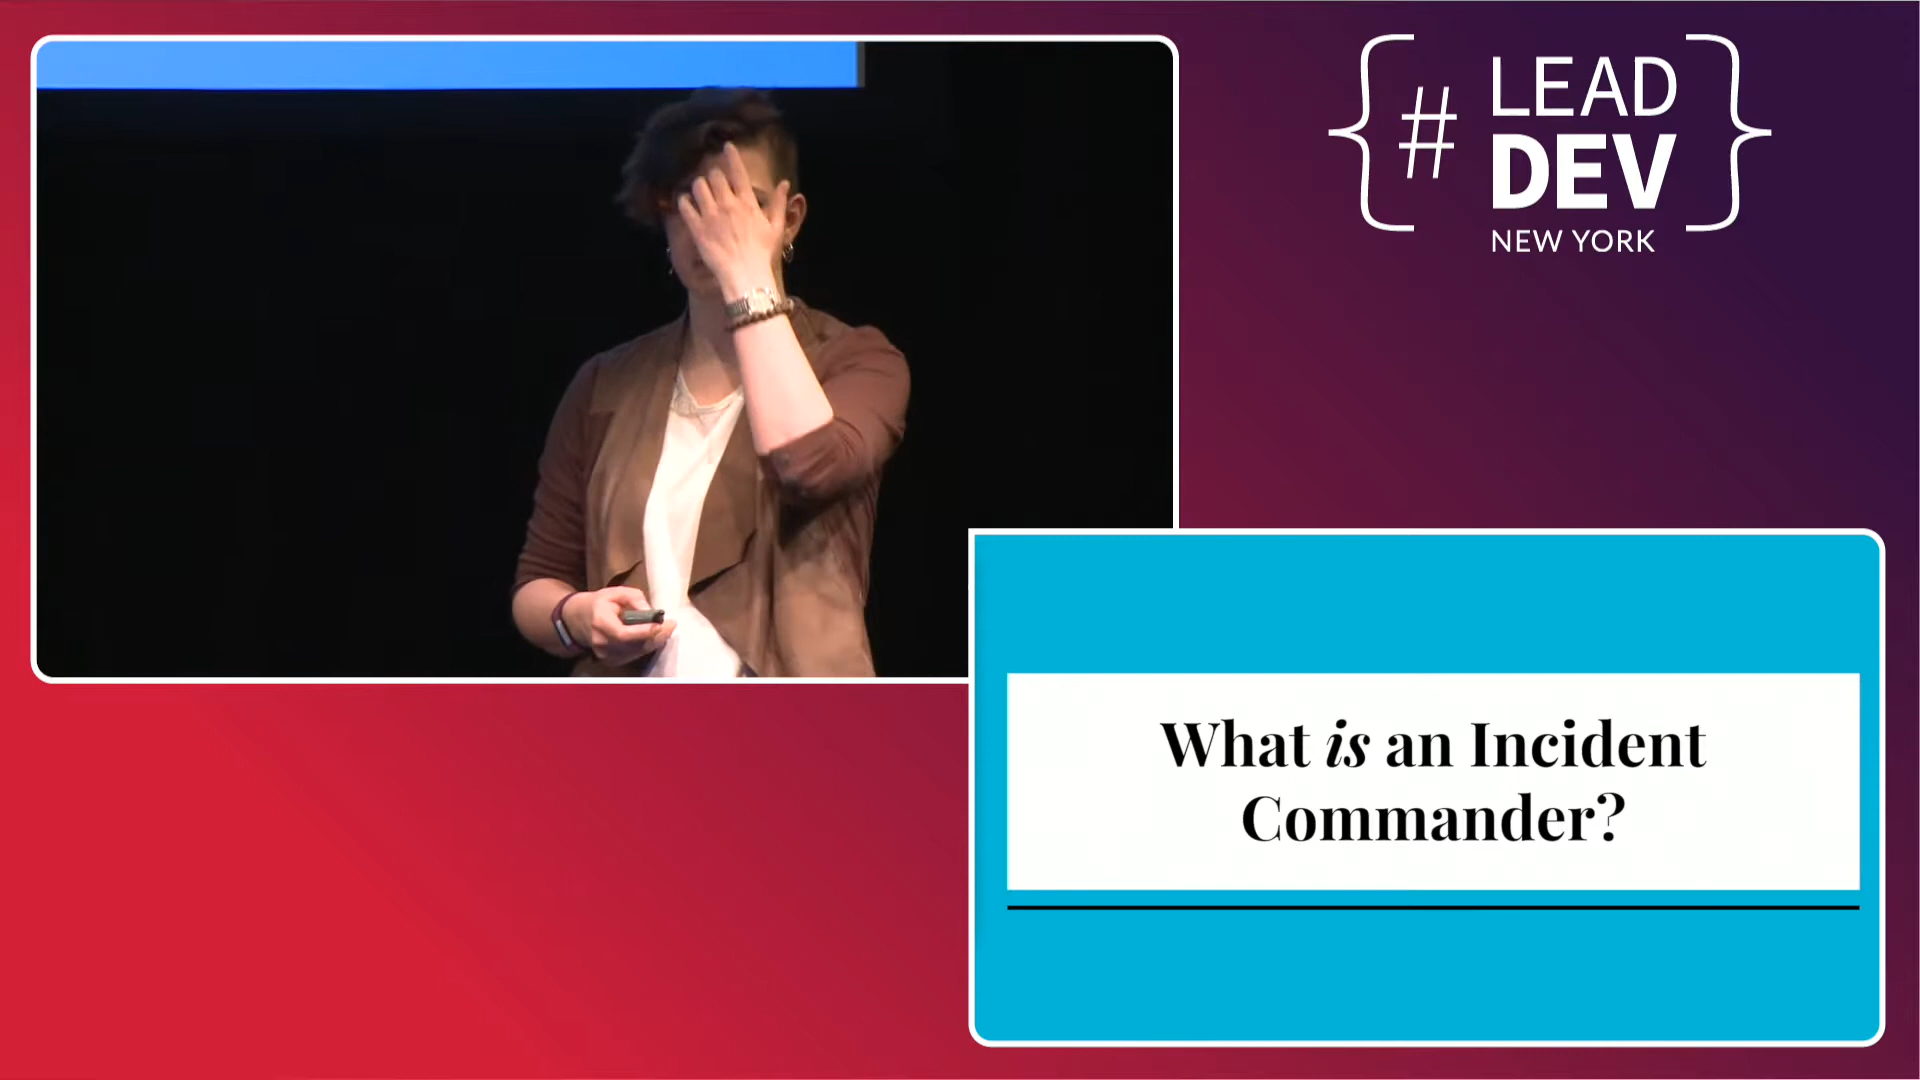 #
LEAD
DEV
NEW YORK
What is an Incident
Commander?